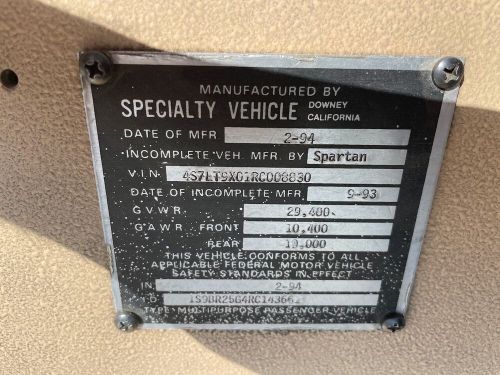 MANUFACTURED BY
SPECIALTY VEHICLE DOWNEY CALIFORNIA
DATE OF MFR. 2-94
INCOMPLETE VEH. MFR. BY Spartan
V.I.N. 4S7LT9X01RC008830
DATE OF INCOMPLETE MFR. 9-93
G.V.W.R. 29,400.
G.A.W.R. FRONT 10,400
REAR 19,000
THIS VEHICLE CONFORMS TO ALL
APPLICABLE FEDERAL MOTOR VEHICLE
SAFETY STANDARDS IN EFFECT
IN 2-94
1S9BR25G4RC143662
TYPE: MULTIPURPOSE PASSENGER VEHICLE